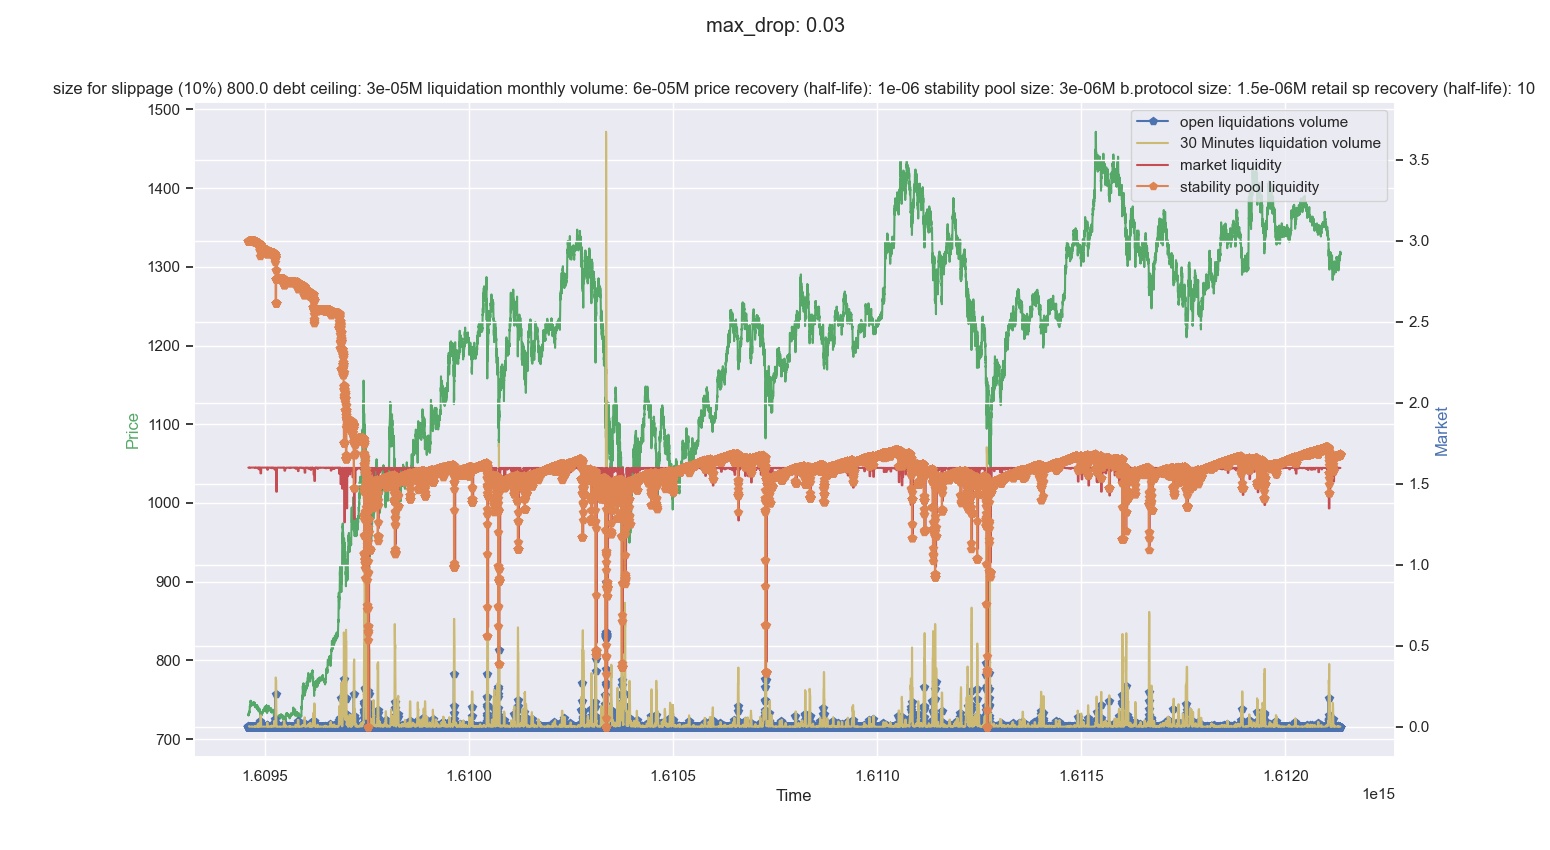 max_drop: 0.03
size for slippage (10%) 800.0 debt ceiling: 3e-05M liquidation monthly volume: 6e-05M price recovery (half-life): 1e-06 stability pool size: 3e-06M b.protocol size: 1.5e-06M retail sp recovery (half-life): 10
open liquidations volume
30 Minutes liquidation volume
market liquidity
stability pool liquidity
1500
1400
1300
1200
1100
1000
900
800
700
Price
3.5
3.0
2.5
2.0
1.5
1.0
0.5
0.0
Market
1.6095 1.6100 1.6105 1.6110 1.6115 1.6120
Time
1e15